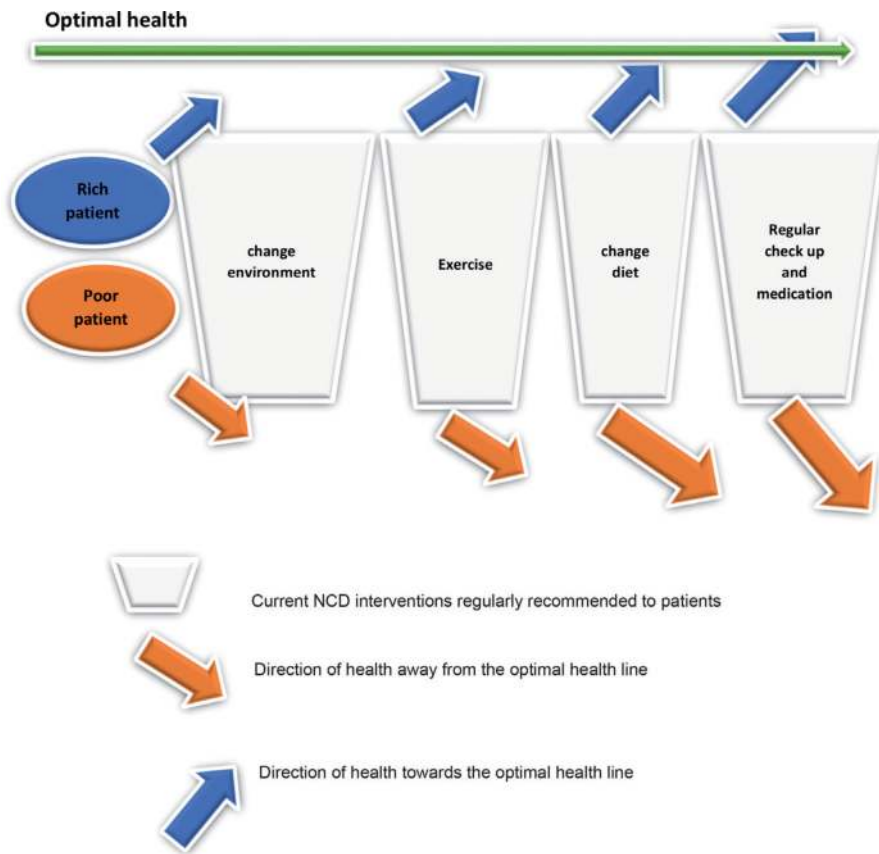 Optimal health
Rich
patient
Poor
patient
change
environment
Exercise
change
diet
Regular
check up
and
medication
Current NCD interventions regularly recommended to patients
Direction of health away from the optimal health line
Direction of health towards the optimal health line